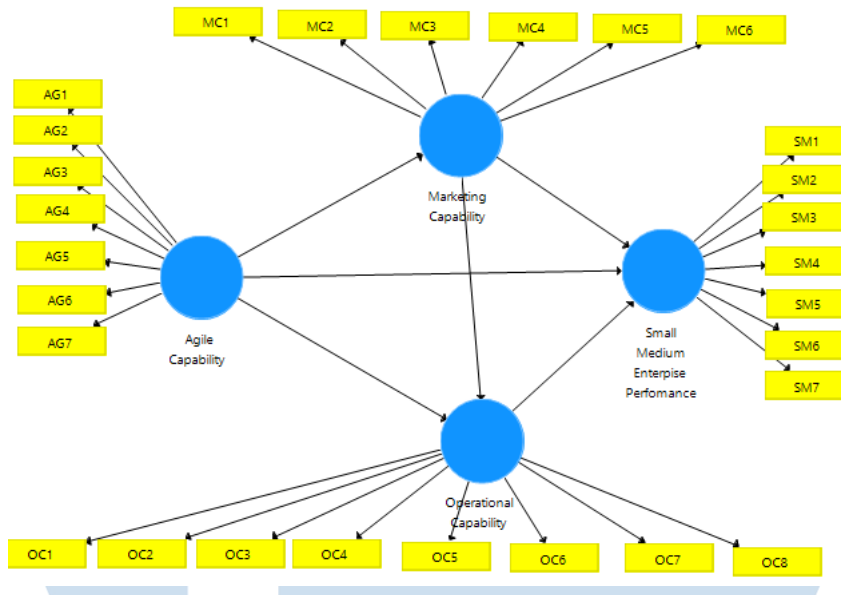 MC1
MC2
MC3
MC4
MC5
MC6
AG1
AG2
AG3
AG4
AG5
AG6
AG7
Marketing
Capability
SM1
SM2
SM3
SM4
SM5
SM6
SM7
Agile
Capability
Small
Medium
Enterpise
Perfomance
Operational
Capability
OC1
OC2
OC3
OC4
OC5
OC6
OC7
OC8